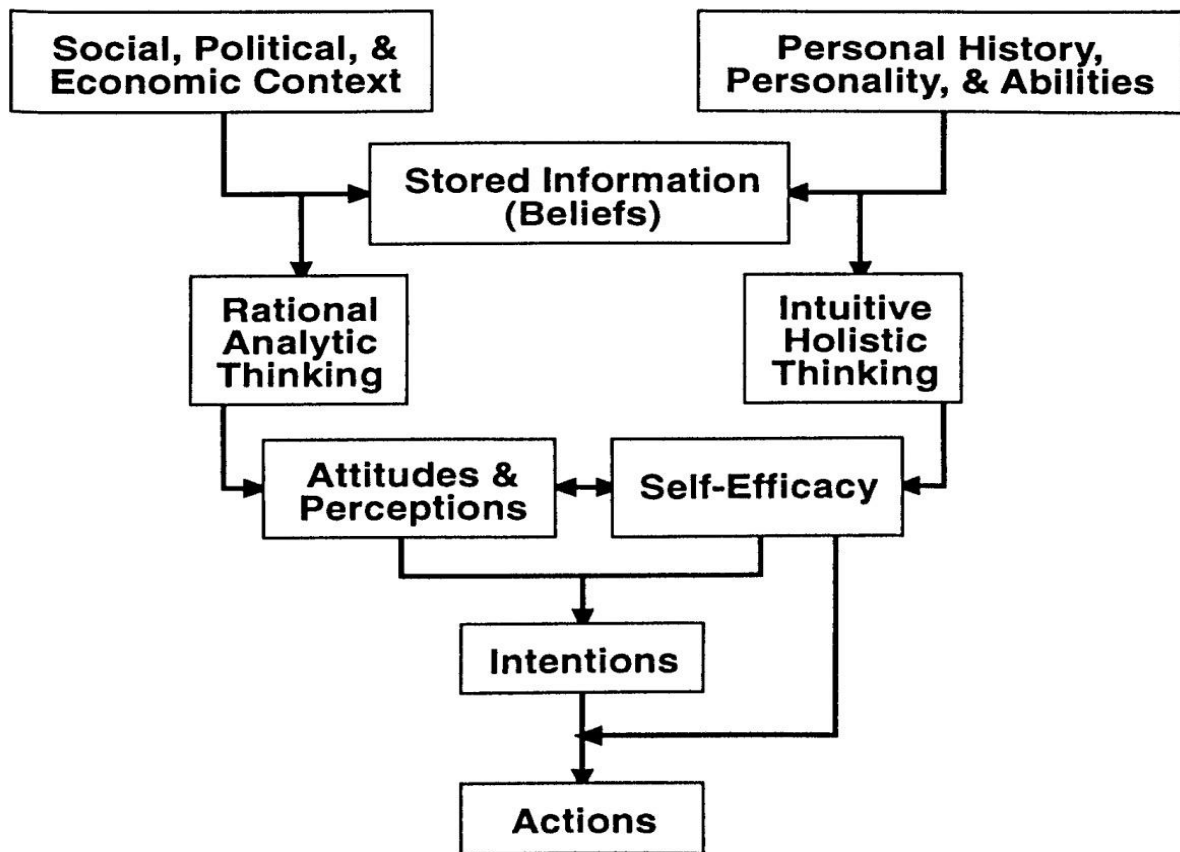 Social, Political, &
Economic Context
Personal History,
Personality, & Abilities
Stored Information
(Beliefs)
Rational
Analytic
Thinking
Intuitive
Holistic
Thinking
Attitudes &
Perceptions
Self-Efficacy
Intentions
Actions